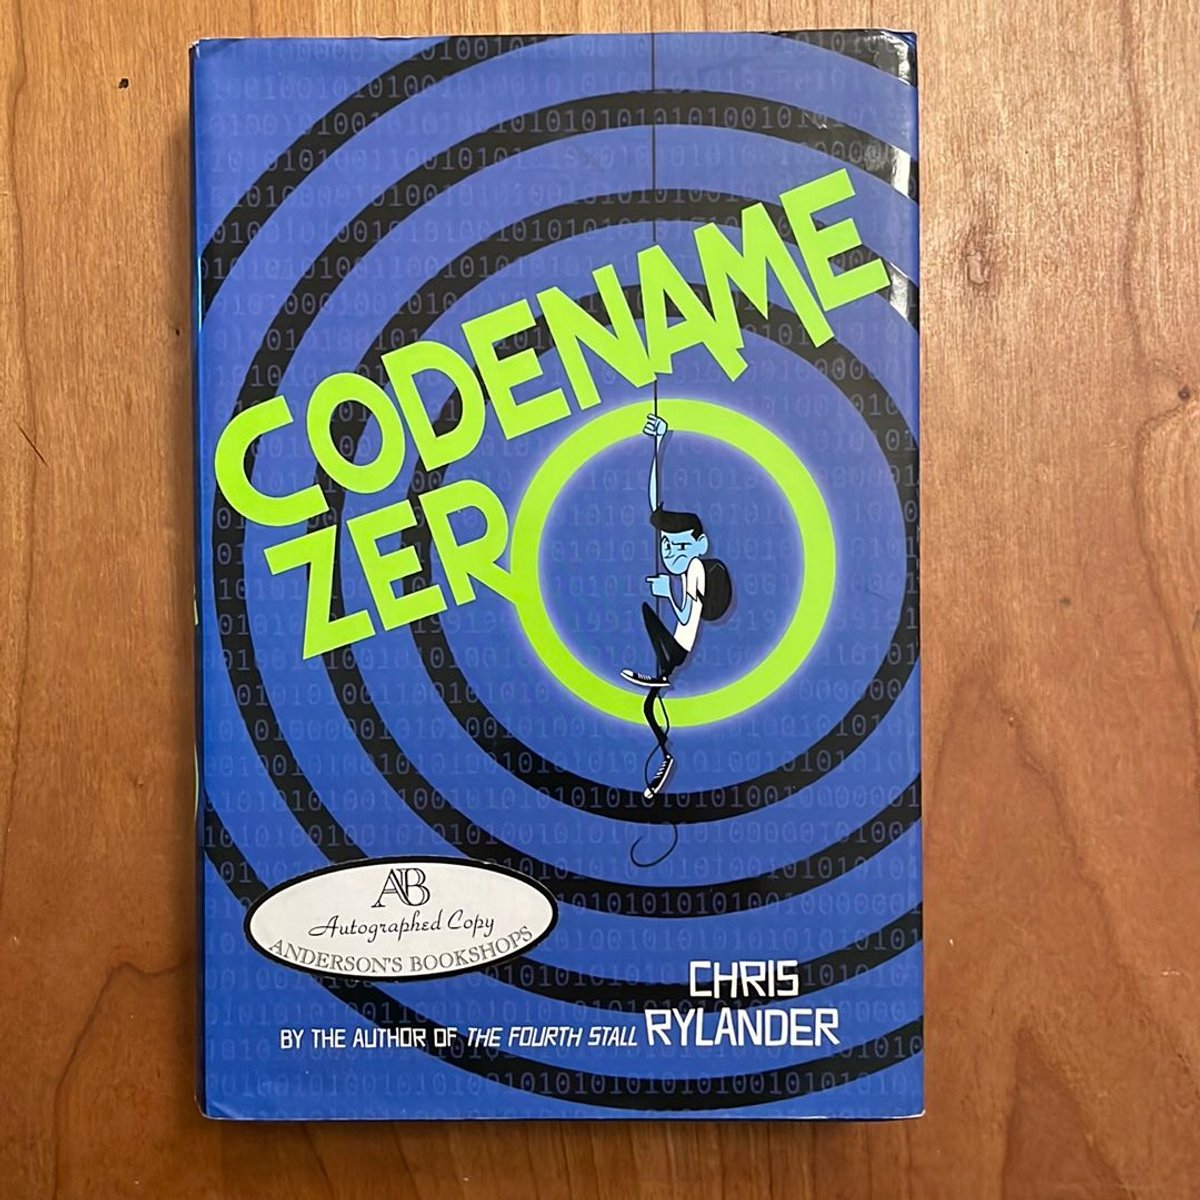 CODENAME
ZERO
AB
Autographed Copy
ANDERSON'S BOOKSHOPS
CHRIS
BY THE AUTHOR OF THE FOURTH STALL RYLANDER